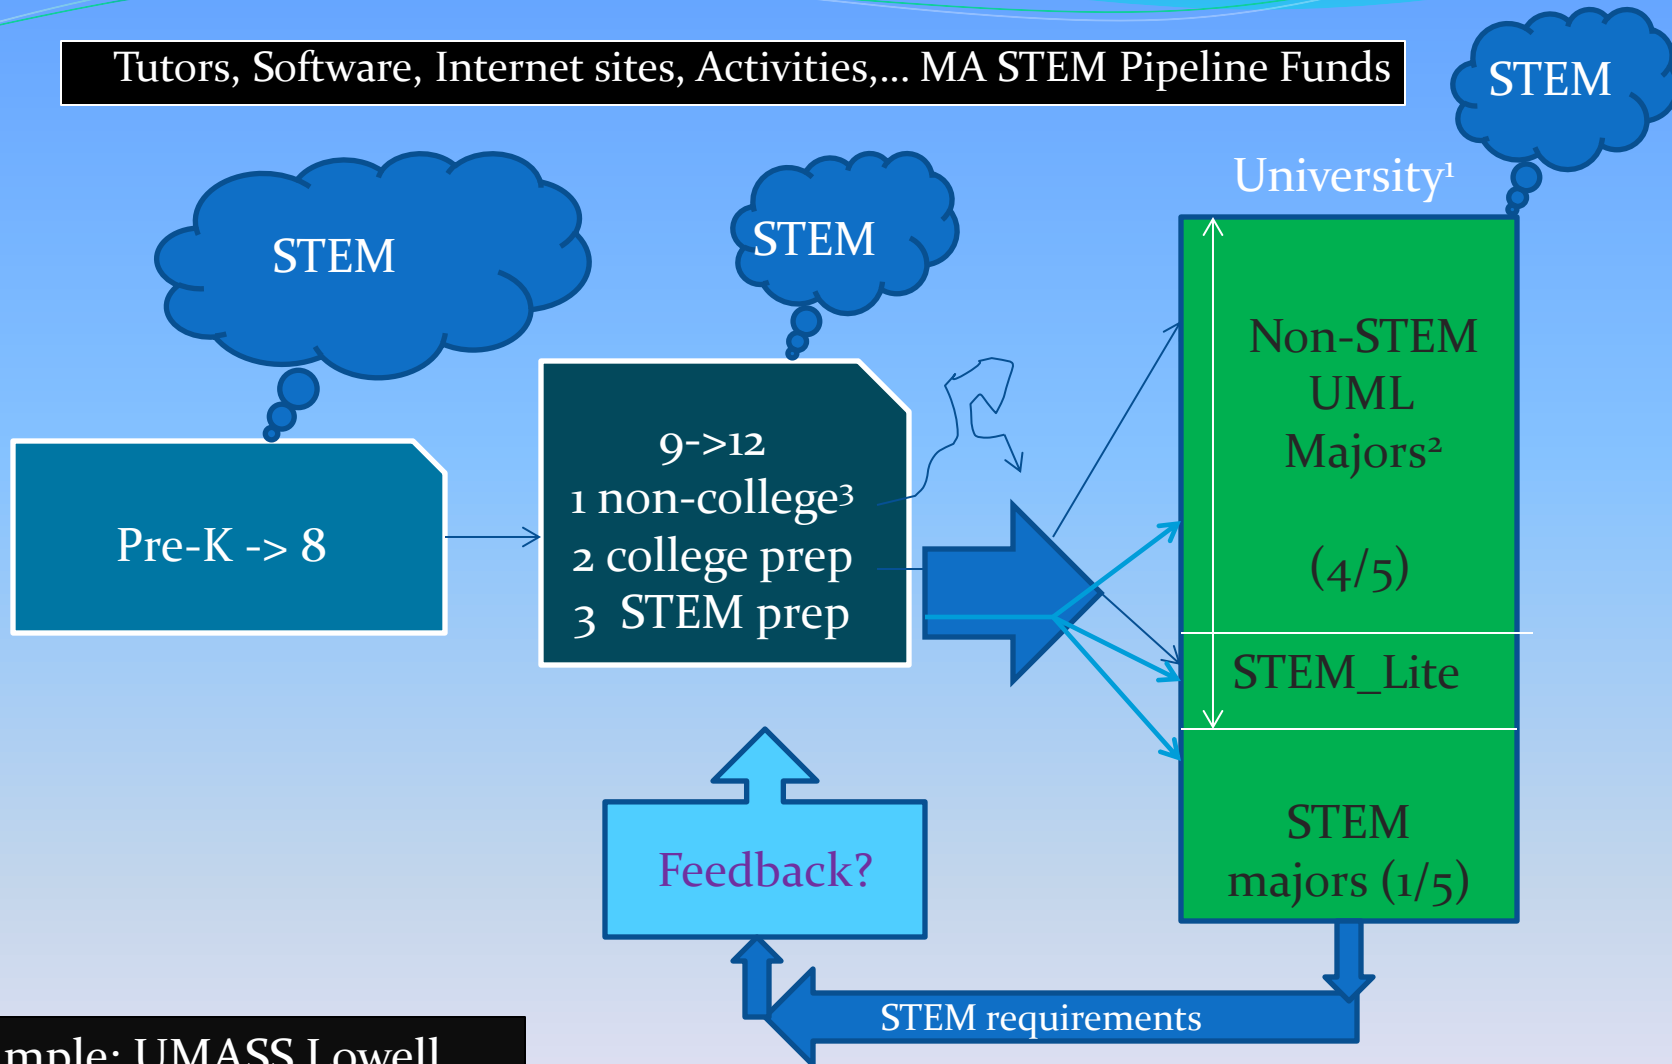 Tutors, Software, Internet sites, Activities,... MA STEM Pipeline Funds
STEM
STEM
STEM
University¹
Non-STEM
UML
Majors²
(4/5)
9->12
1 non-college³
2 college prep
3 STEM prep
Pre-K -> 8
STEM_Lite
STEM
majors (1/5)
Feedback?
STEM requirements
mple: UMASS Lowell